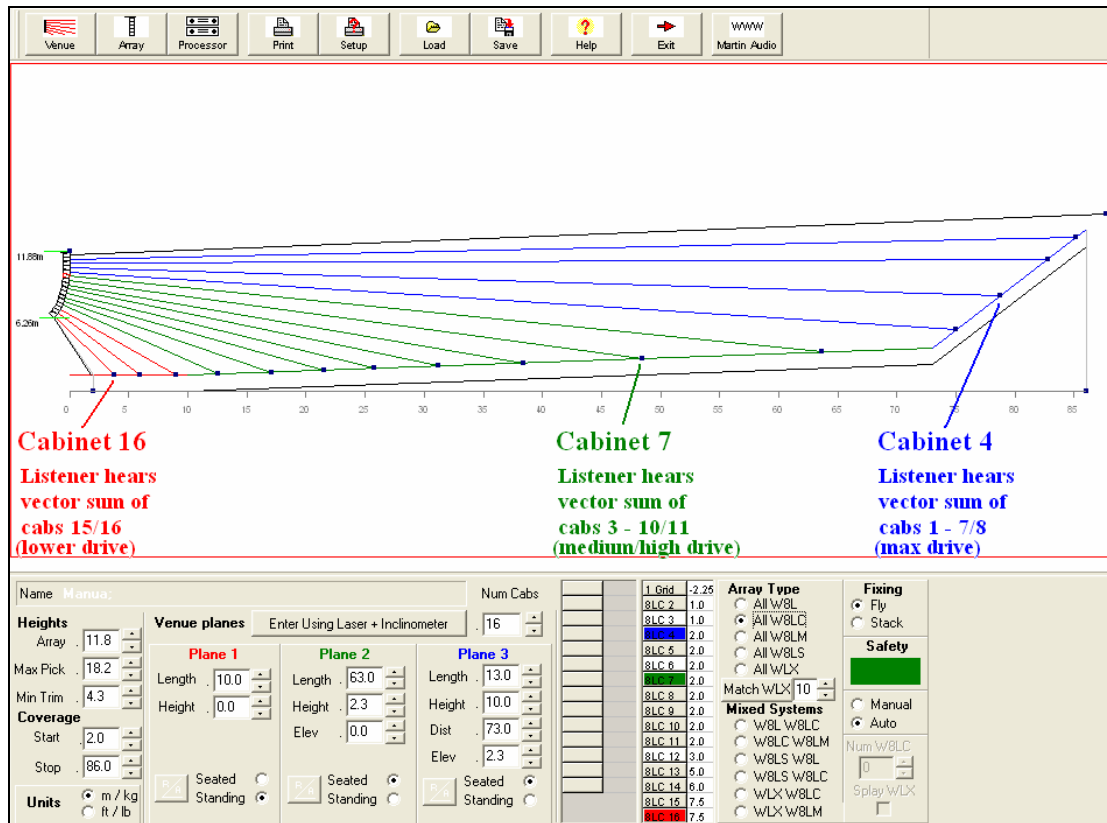 Venue Array Processor Print Setup Load Save Help Exit WWW Martin Audio
11.88m
6.26m
0 5 10 15 20 25 30 35 40 45 50 55 60 65 70 75 80 85
Cabinet 16
Listener hears
vector sum of
cabs 15/16
(lower drive)
Cabinet 7
Listener hears
vector sum of
cabs 3 - 10/11
(medium/high drive)
Cabinet 4
Listener hears
vector sum of
cabs 1 - 7/8
(max drive)
Name Manua;
Heights
Array 11.8
Max Pick 18.2
Min Trim 4.3
Coverage
Start 2.0
Stop 86.0
Units m / kg
ft / lb
Venue planes Enter Using Laser + Inclinometer
Num Cabs
16
Plane 1
Length 10.0
Height 0.0
R/A Seated
Standing
Plane 2
Length 63.0
Height 2.3
Elev 0.0
R/A Seated
Standing
Plane 3
Length 13.0
Height 10.0
Dist 73.0
Elev 2.3
R/A Seated
Standing
1 Grid -2.25
8LC 2 1.0
8LC 3 1.0
8LC 4 2.0
8LC 5 2.0
8LC 6 2.0
8LC 7 2.0
8LC 8 2.0
8LC 9 2.0
8LC 10 2.0
8LC 11 2.0
8LC 12 3.0
8LC 13 5.0
8LC 14 6.0
8LC 15 7.5
8LC 16 7.5
Array Type
All W8L
All W8LC
All W8LM
All W8LS
All WLX
Match WLX 10
Mixed Systems
W8L W8LC
W8LC W8LM
W8LS W8L
W8LS W8LC
WLX W8LC
WLX W8LM
Fixing
Fly
Stack
Safety
Manual
Auto
Num W8LC
0
Splay WLX